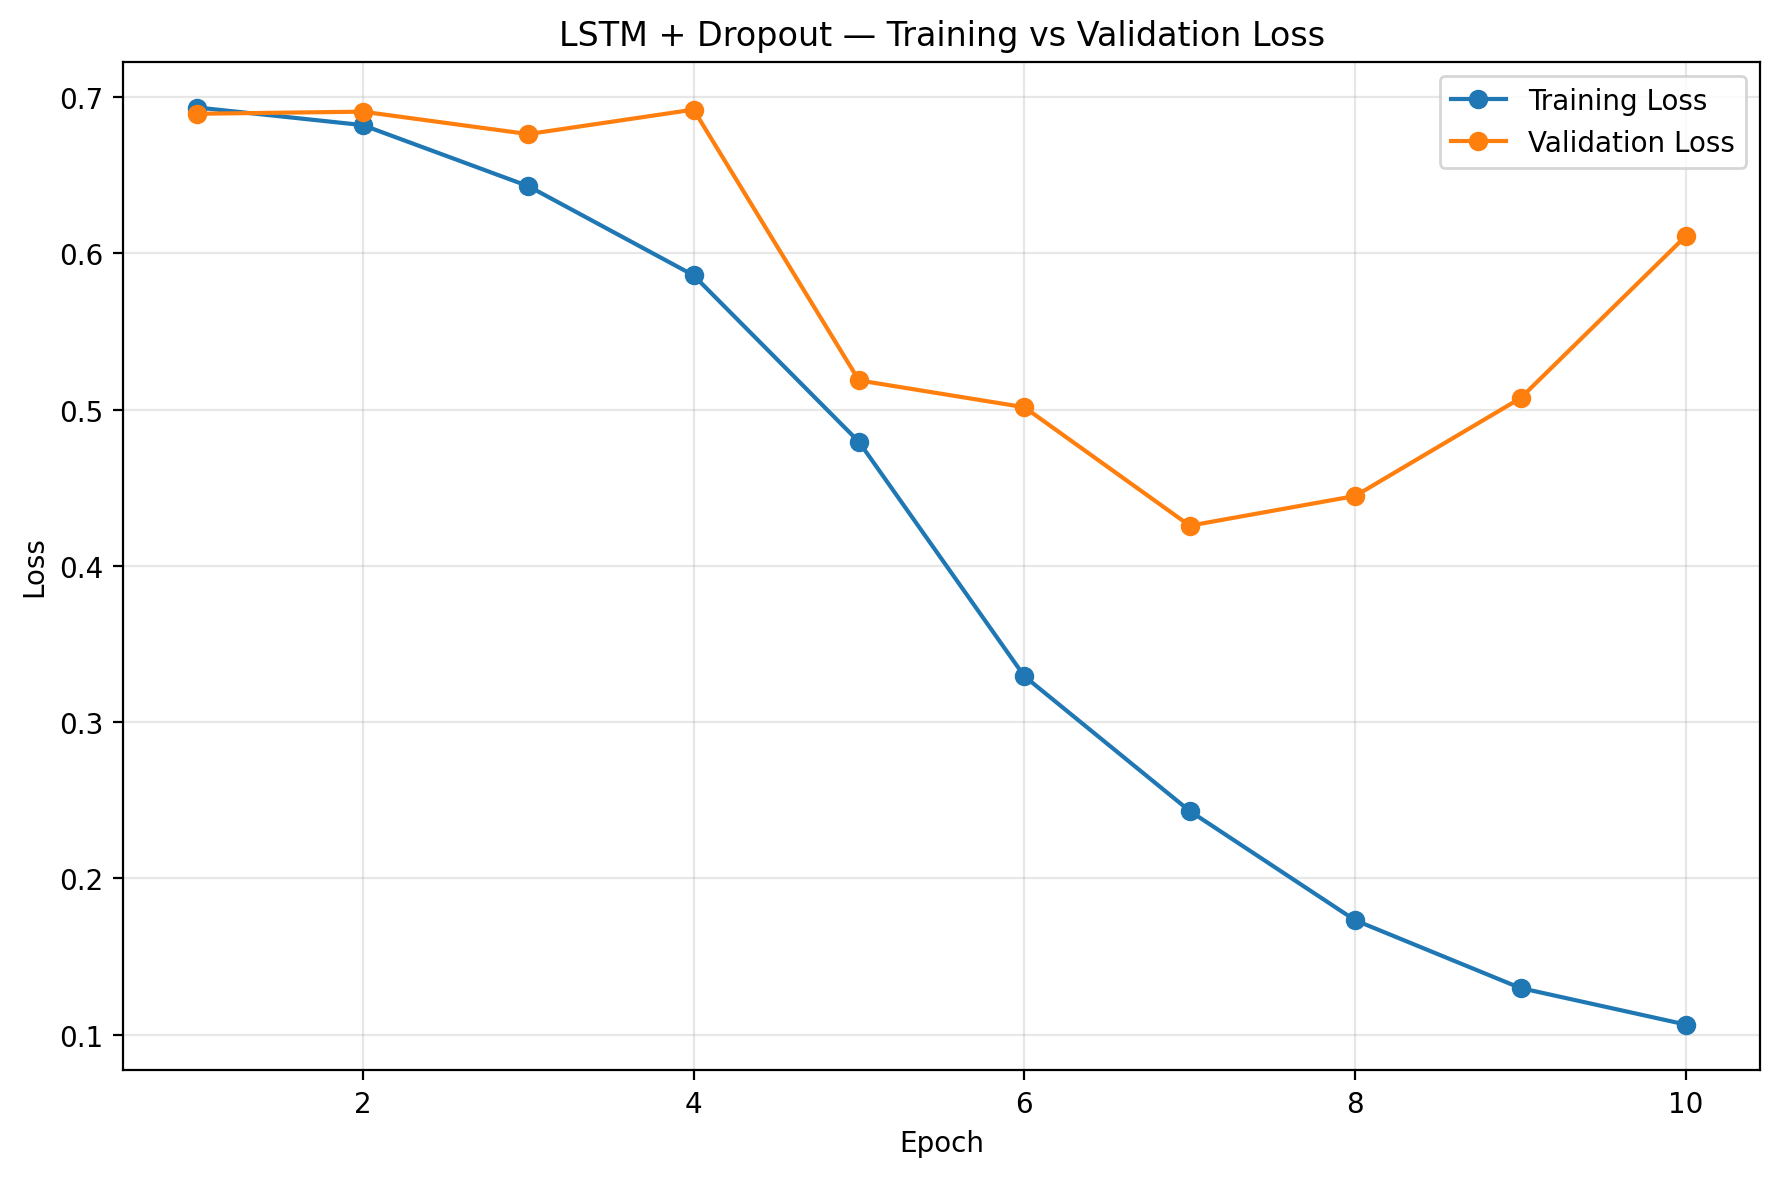 LSTM + Dropout — Training vs Validation Loss
Training Loss
Validation Loss
0.7
0.6
0.5
0.4
0.3
0.2
0.1
Loss
2 4 6 8 10
Epoch